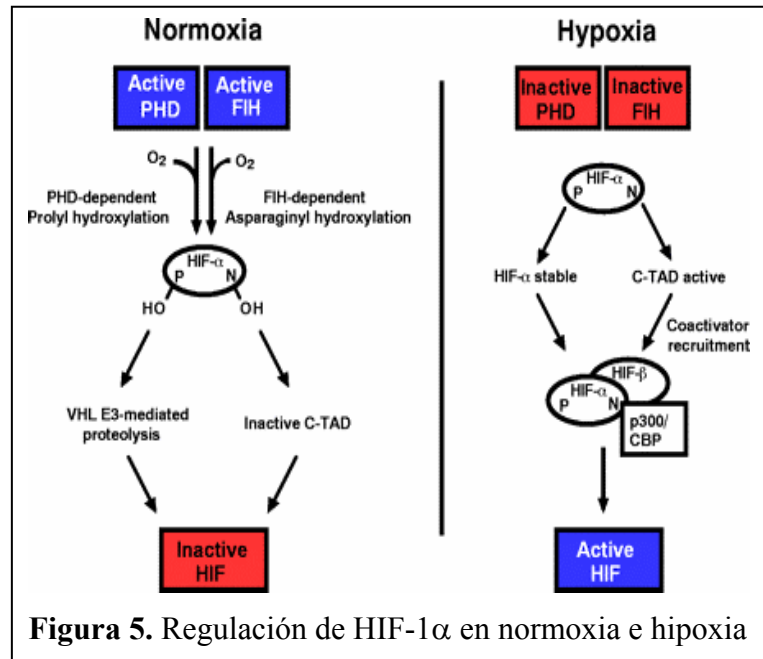 Normoxia
Active
PHD
Active
FIH
O2
O2
PHD-dependent
Prolyl hydroxylation
FIH-dependent
Asparaginyl hydroxylation
HIF-α
P
N
HO
OH
VHL E3-mediated
proteolysis
Inactive C-TAD
Inactive
HIF
Hypoxia
Inactive
PHD
Inactive
FIH
HIF-α
P
N
HIF-α stable
C-TAD active
Coactivator
recruitment
HIF-β
HIF-α
P
N
p300/
CBP
Active
HIF
Figura 5. Regulación de HIF-1α en normoxia e hipoxia